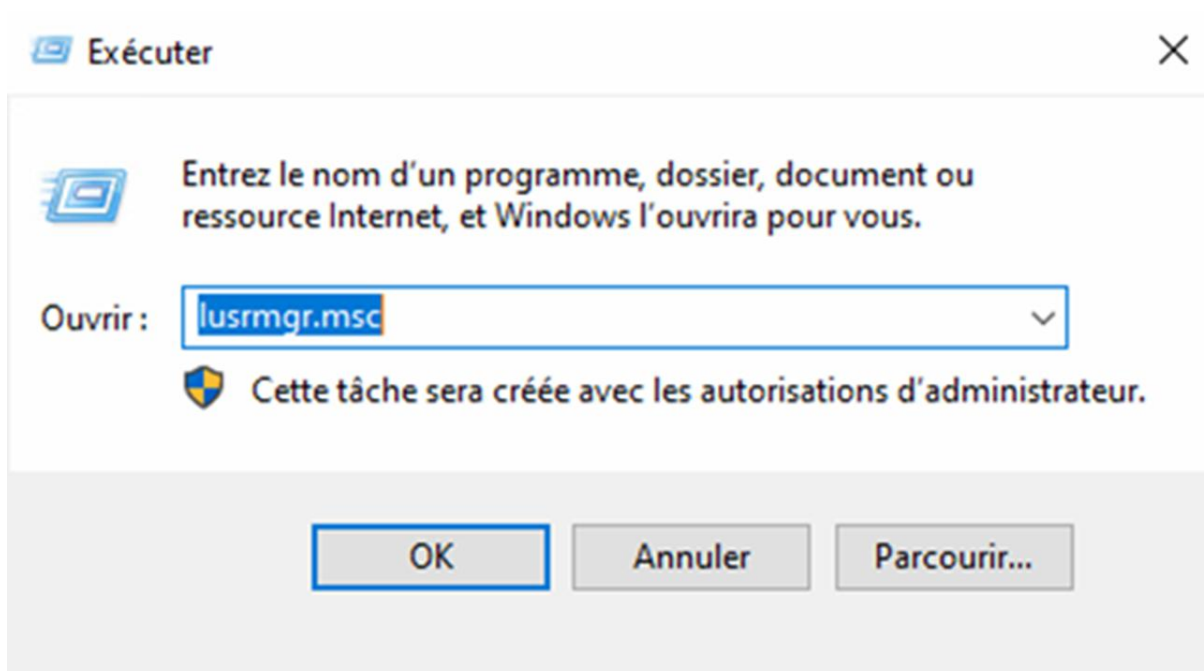 Exécuter
Entrez le nom d'un programme, dossier, document ou
ressource Internet, et Windows l'ouvrira pour vous.
Ouvrir : lusrmgr.msc
Cette tâche sera créée avec les autorisations d'administrateur.
OK Annuler Parcourir...